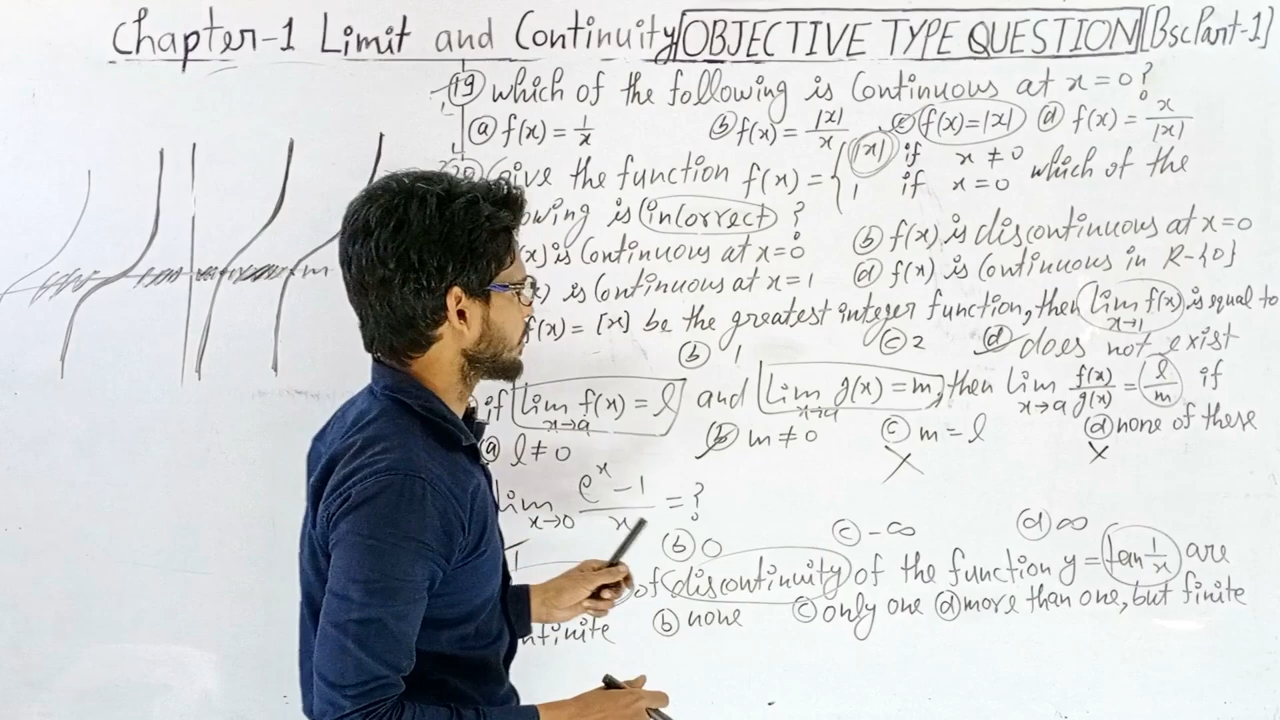 Chapter-1 Limit and Continuity OBJECTIVE TYPE QUESTION [Bsc Part-1]
19 which of the following is Continuous at x=0?
(a) f(x) = 1/x (b) f(x) = |x|/x (c) f(x)=|x| (d) f(x) = x/|x|
Give the function f(x) = { |x| if x ≠ 0
1 if x = 0 which of the
owing is incorrect ?
(x) is Continuous at x=0 (b) f(x) is discontinuous at x=0
is Continuous at x=1 (d) f(x) is Continuous in R-{0}
f(x) = [x] be the greatest integer function, then lim x→1 f(x) is equal to
(b) 1 (c) 2 (d) does not exist
if lim x→a f(x) = l and lim x→a g(x) = m, then lim x→a f(x)/g(x) = l/m if
(a) l ≠ 0 (b) m ≠ 0 (c) m = l (d) none of these
lim x→0 (e^x - 1)/x = ?
(b) 0 (c) -∞ (d) ∞
of discontinuity of the function y = tan 1/x are
nfinite (b) none (c) only one (d) more than one, but finite